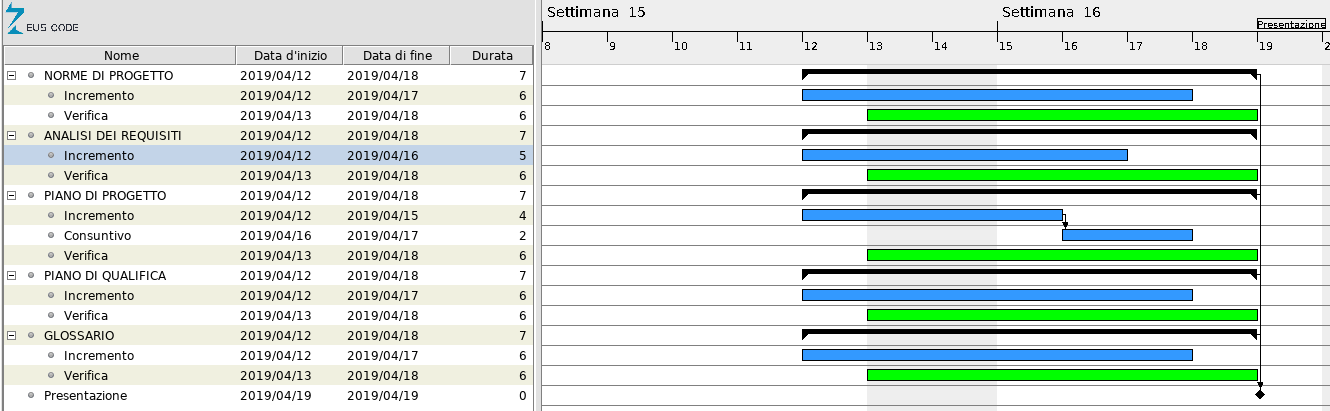 EUS CODE
Settimana 15 Settimana 16
Presentazione
8 9 10 11 12 13 14 15 16 17 18 19 2
Nome Data d'inizio Data di fine Durata
NORME DI PROGETTO 2019/04/12 2019/04/18 7
Incremento 2019/04/12 2019/04/17 6
Verifica 2019/04/13 2019/04/18 6
ANALISI DEI REQUISITI 2019/04/12 2019/04/18 7
Incremento 2019/04/12 2019/04/16 5
Verifica 2019/04/13 2019/04/18 6
PIANO DI PROGETTO 2019/04/12 2019/04/18 7
Incremento 2019/04/12 2019/04/15 4
Consuntivo 2019/04/16 2019/04/17 2
Verifica 2019/04/13 2019/04/18 6
PIANO DI QUALIFICA 2019/04/12 2019/04/18 7
Incremento 2019/04/12 2019/04/17 6
Verifica 2019/04/13 2019/04/18 6
GLOSSARIO 2019/04/12 2019/04/18 7
Incremento 2019/04/12 2019/04/17 6
Verifica 2019/04/13 2019/04/18 6
Presentazione 2019/04/19 2019/04/19 0